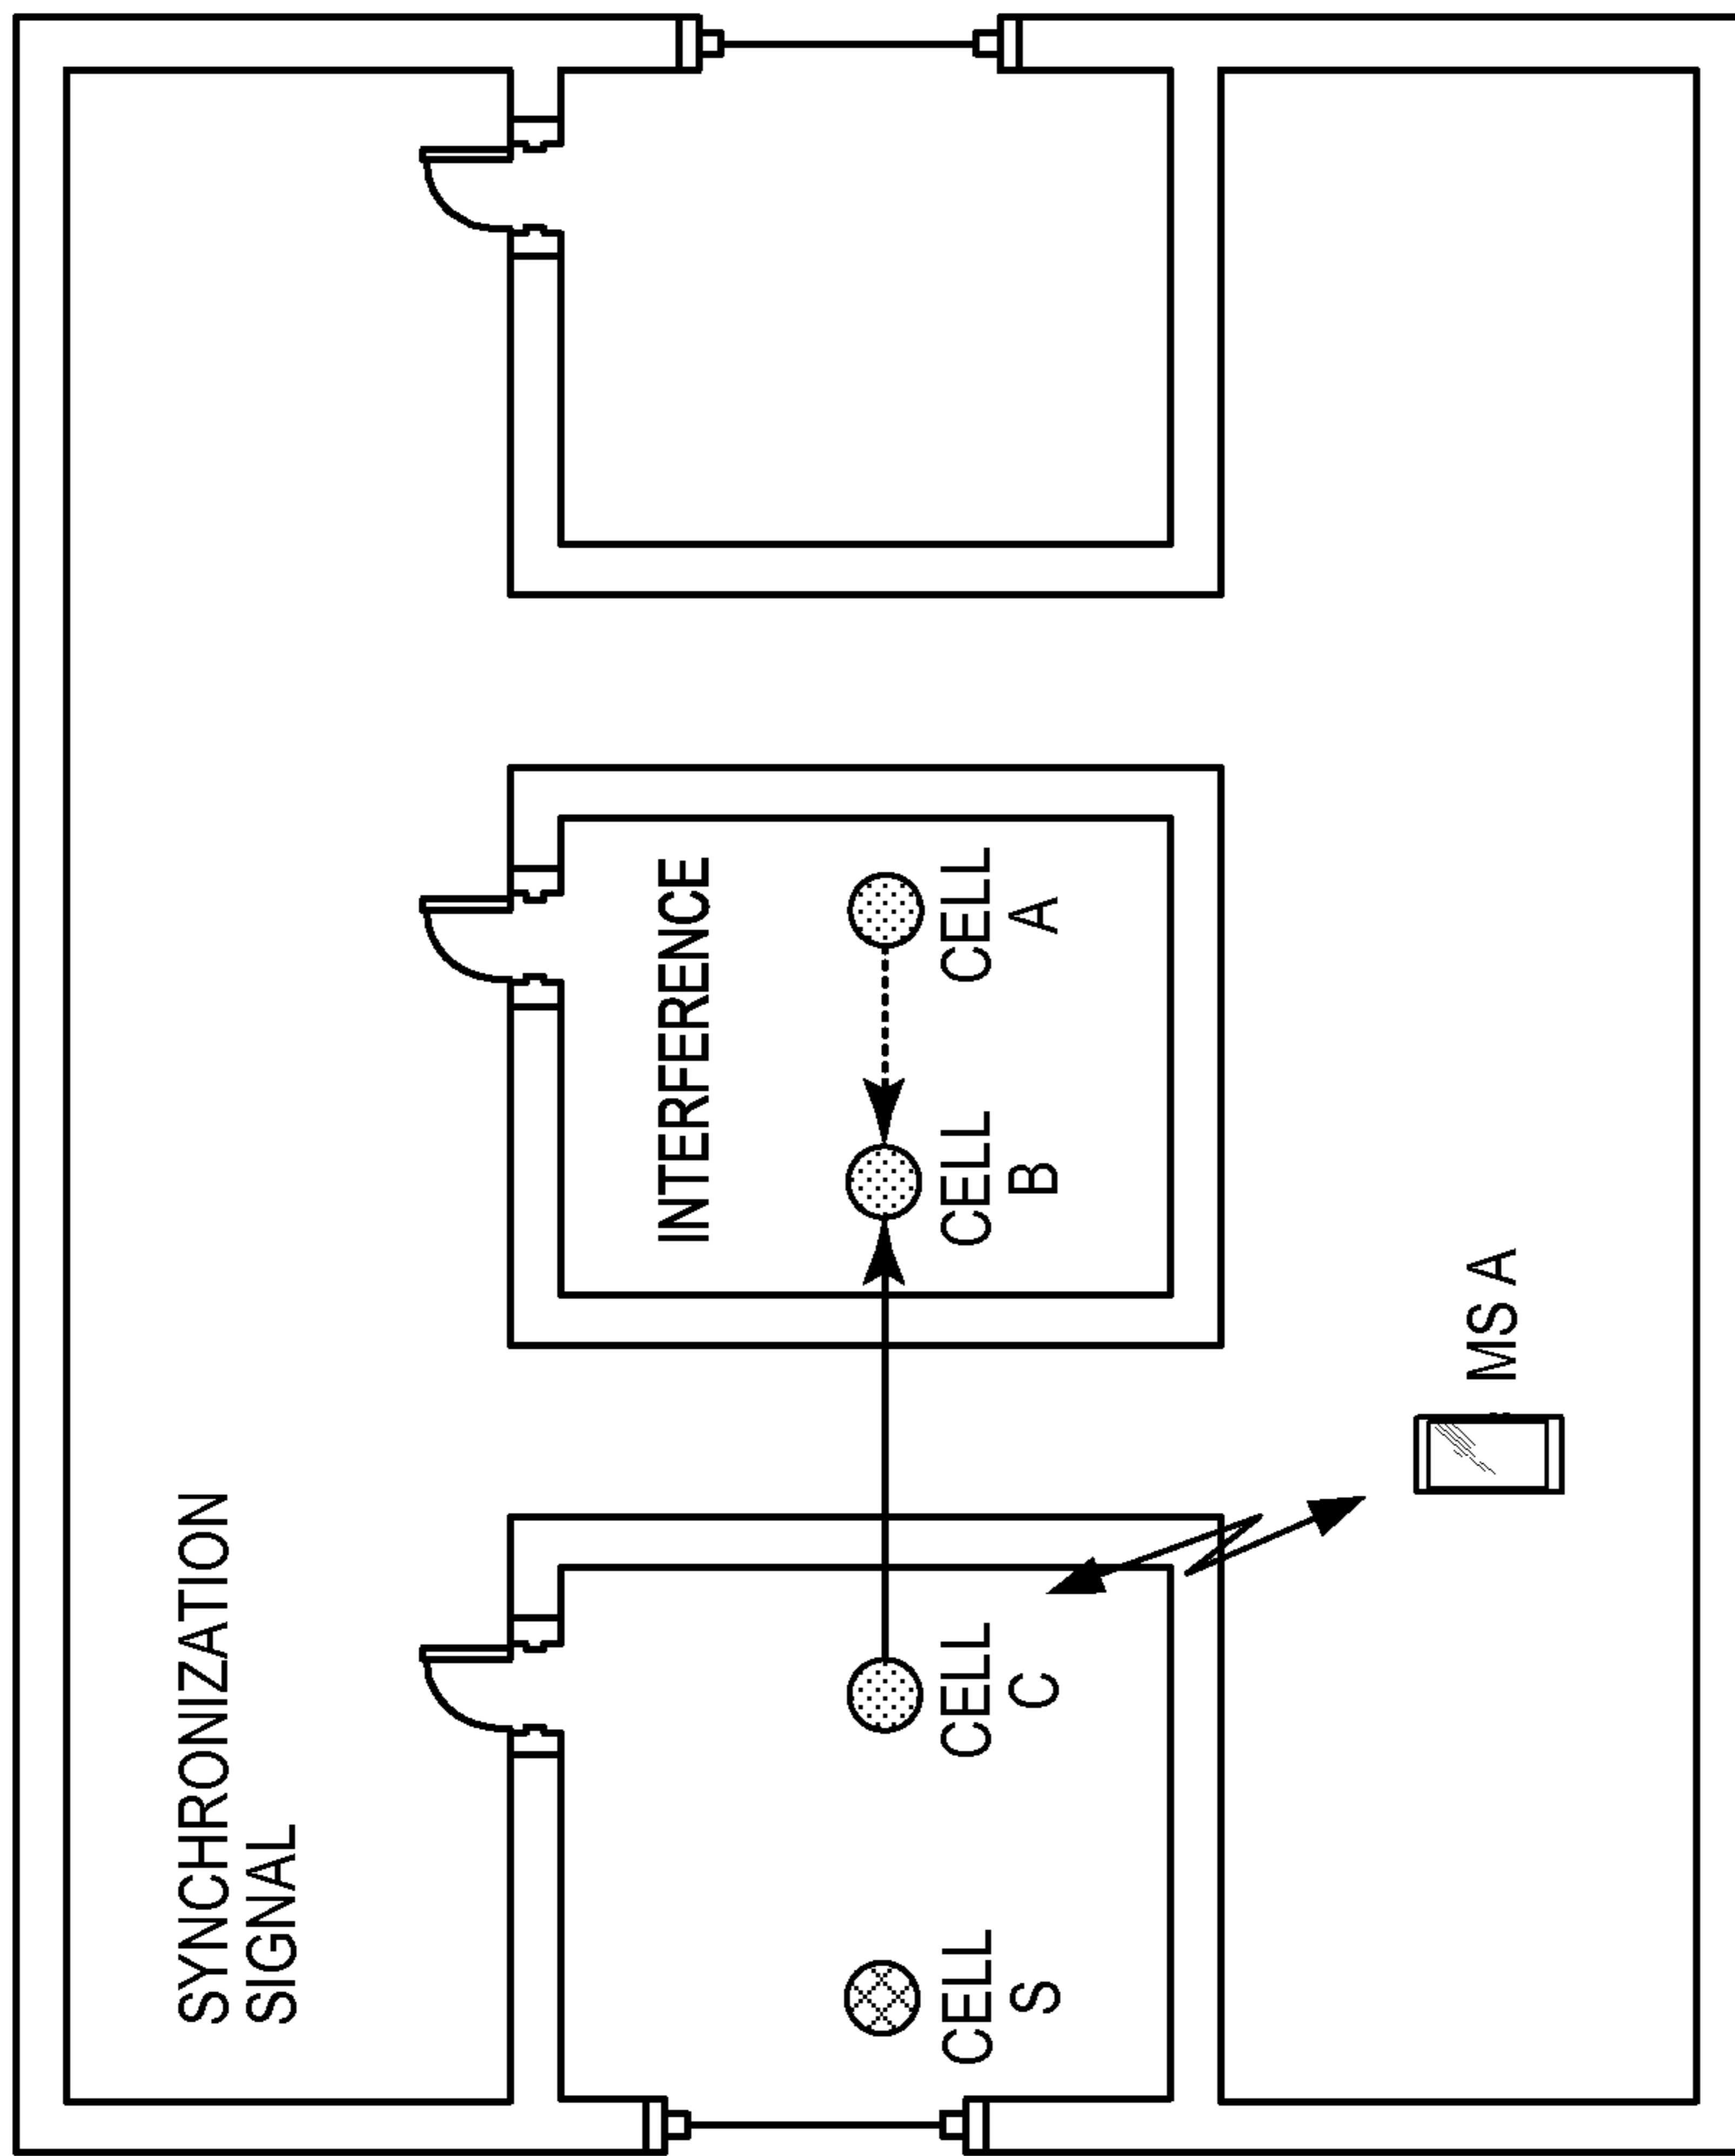 SYNCHRONIZATION
SIGNAL
INTERFERENCE
CELL
S
CELL
C
CELL
B
CELL
A
MS A